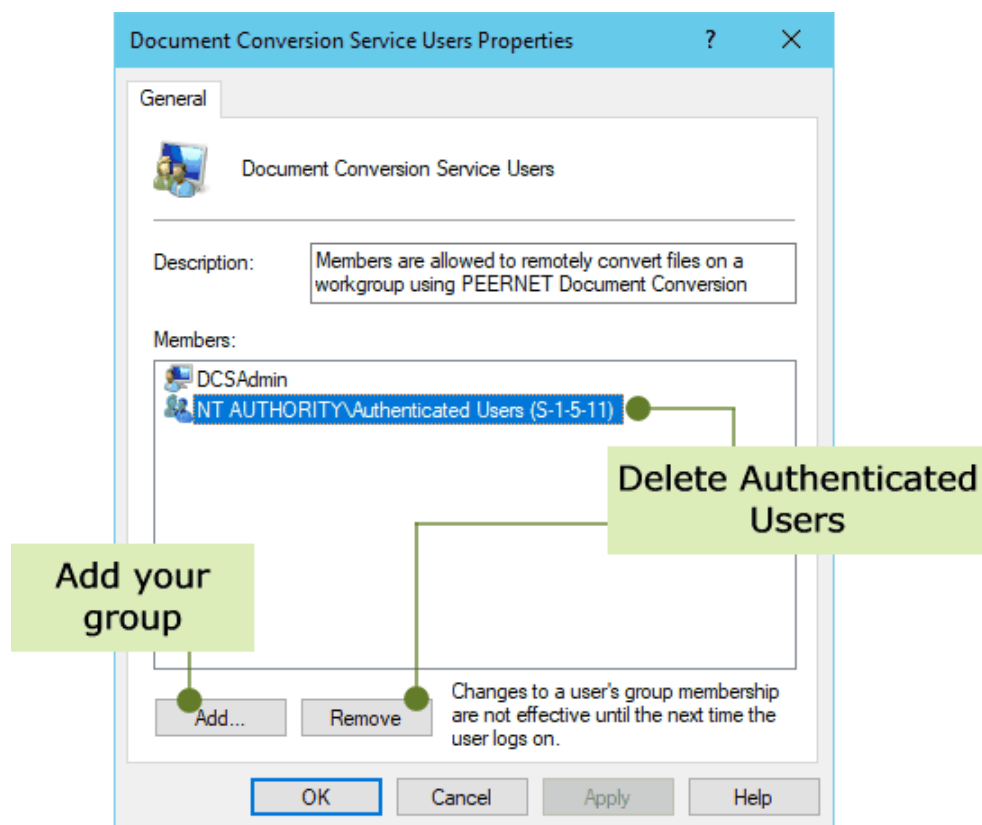 Document Conversion Service Users Properties ? ×
General
Document Conversion Service Users
Description:
Members are allowed to remotely convert files on a
workgroup using PEERNET Document Conversion
Members:
DCSAdmin
NT AUTHORITY\Authenticated Users (S-1-5-11)
Delete Authenticated
Users
Add your
group
Add...
Remove
Changes to a user's group membership
are not effective until the next time the
user logs on.
OK
Cancel
Apply
Help